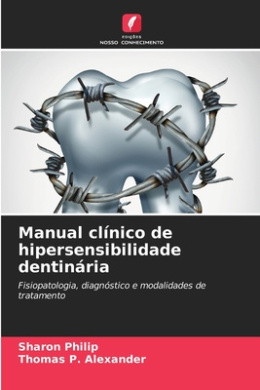 edições
NOSSO CONHECIMENTO
Manual clínico de
hipersensibilidade
dentinária
Fisiopatologia, diagnóstico e modalidades de
tratamento
Sharon Philip
Thomas P. Alexander